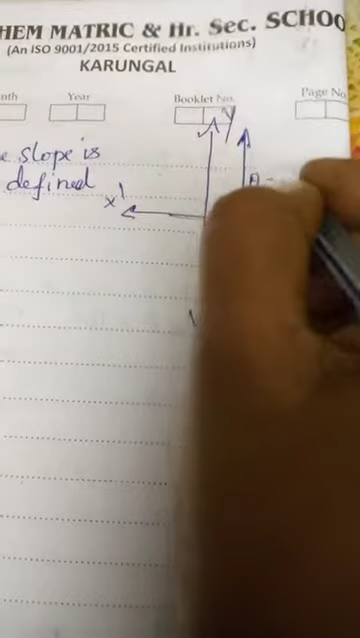 HEM MATRIC & Hr. Sec. SCHOO
(An ISO 9001/2015 Certified Institutions)
KARUNGAL
nth Year Booklet No. Page No
e slope is
defined
x' y
A